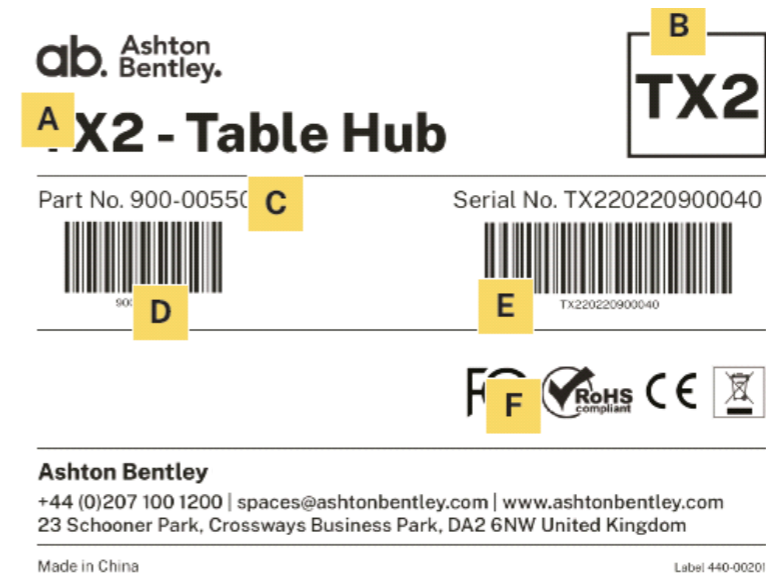 ab. Ashton
Bentley.
B
TX2
A
X2 - Table Hub
Part No. 900-00550
C
Serial No. TX220220900040
D
E
TX220220900040
F
RoHS
compliant
CE
Ashton Bentley
+44 (0)207 100 1200 | spaces@ashtonbentley.com | www.ashtonbentley.com
23 Schooner Park, Crossways Business Park, DA2 6NW United Kingdom
Made in China
Label 440-00201